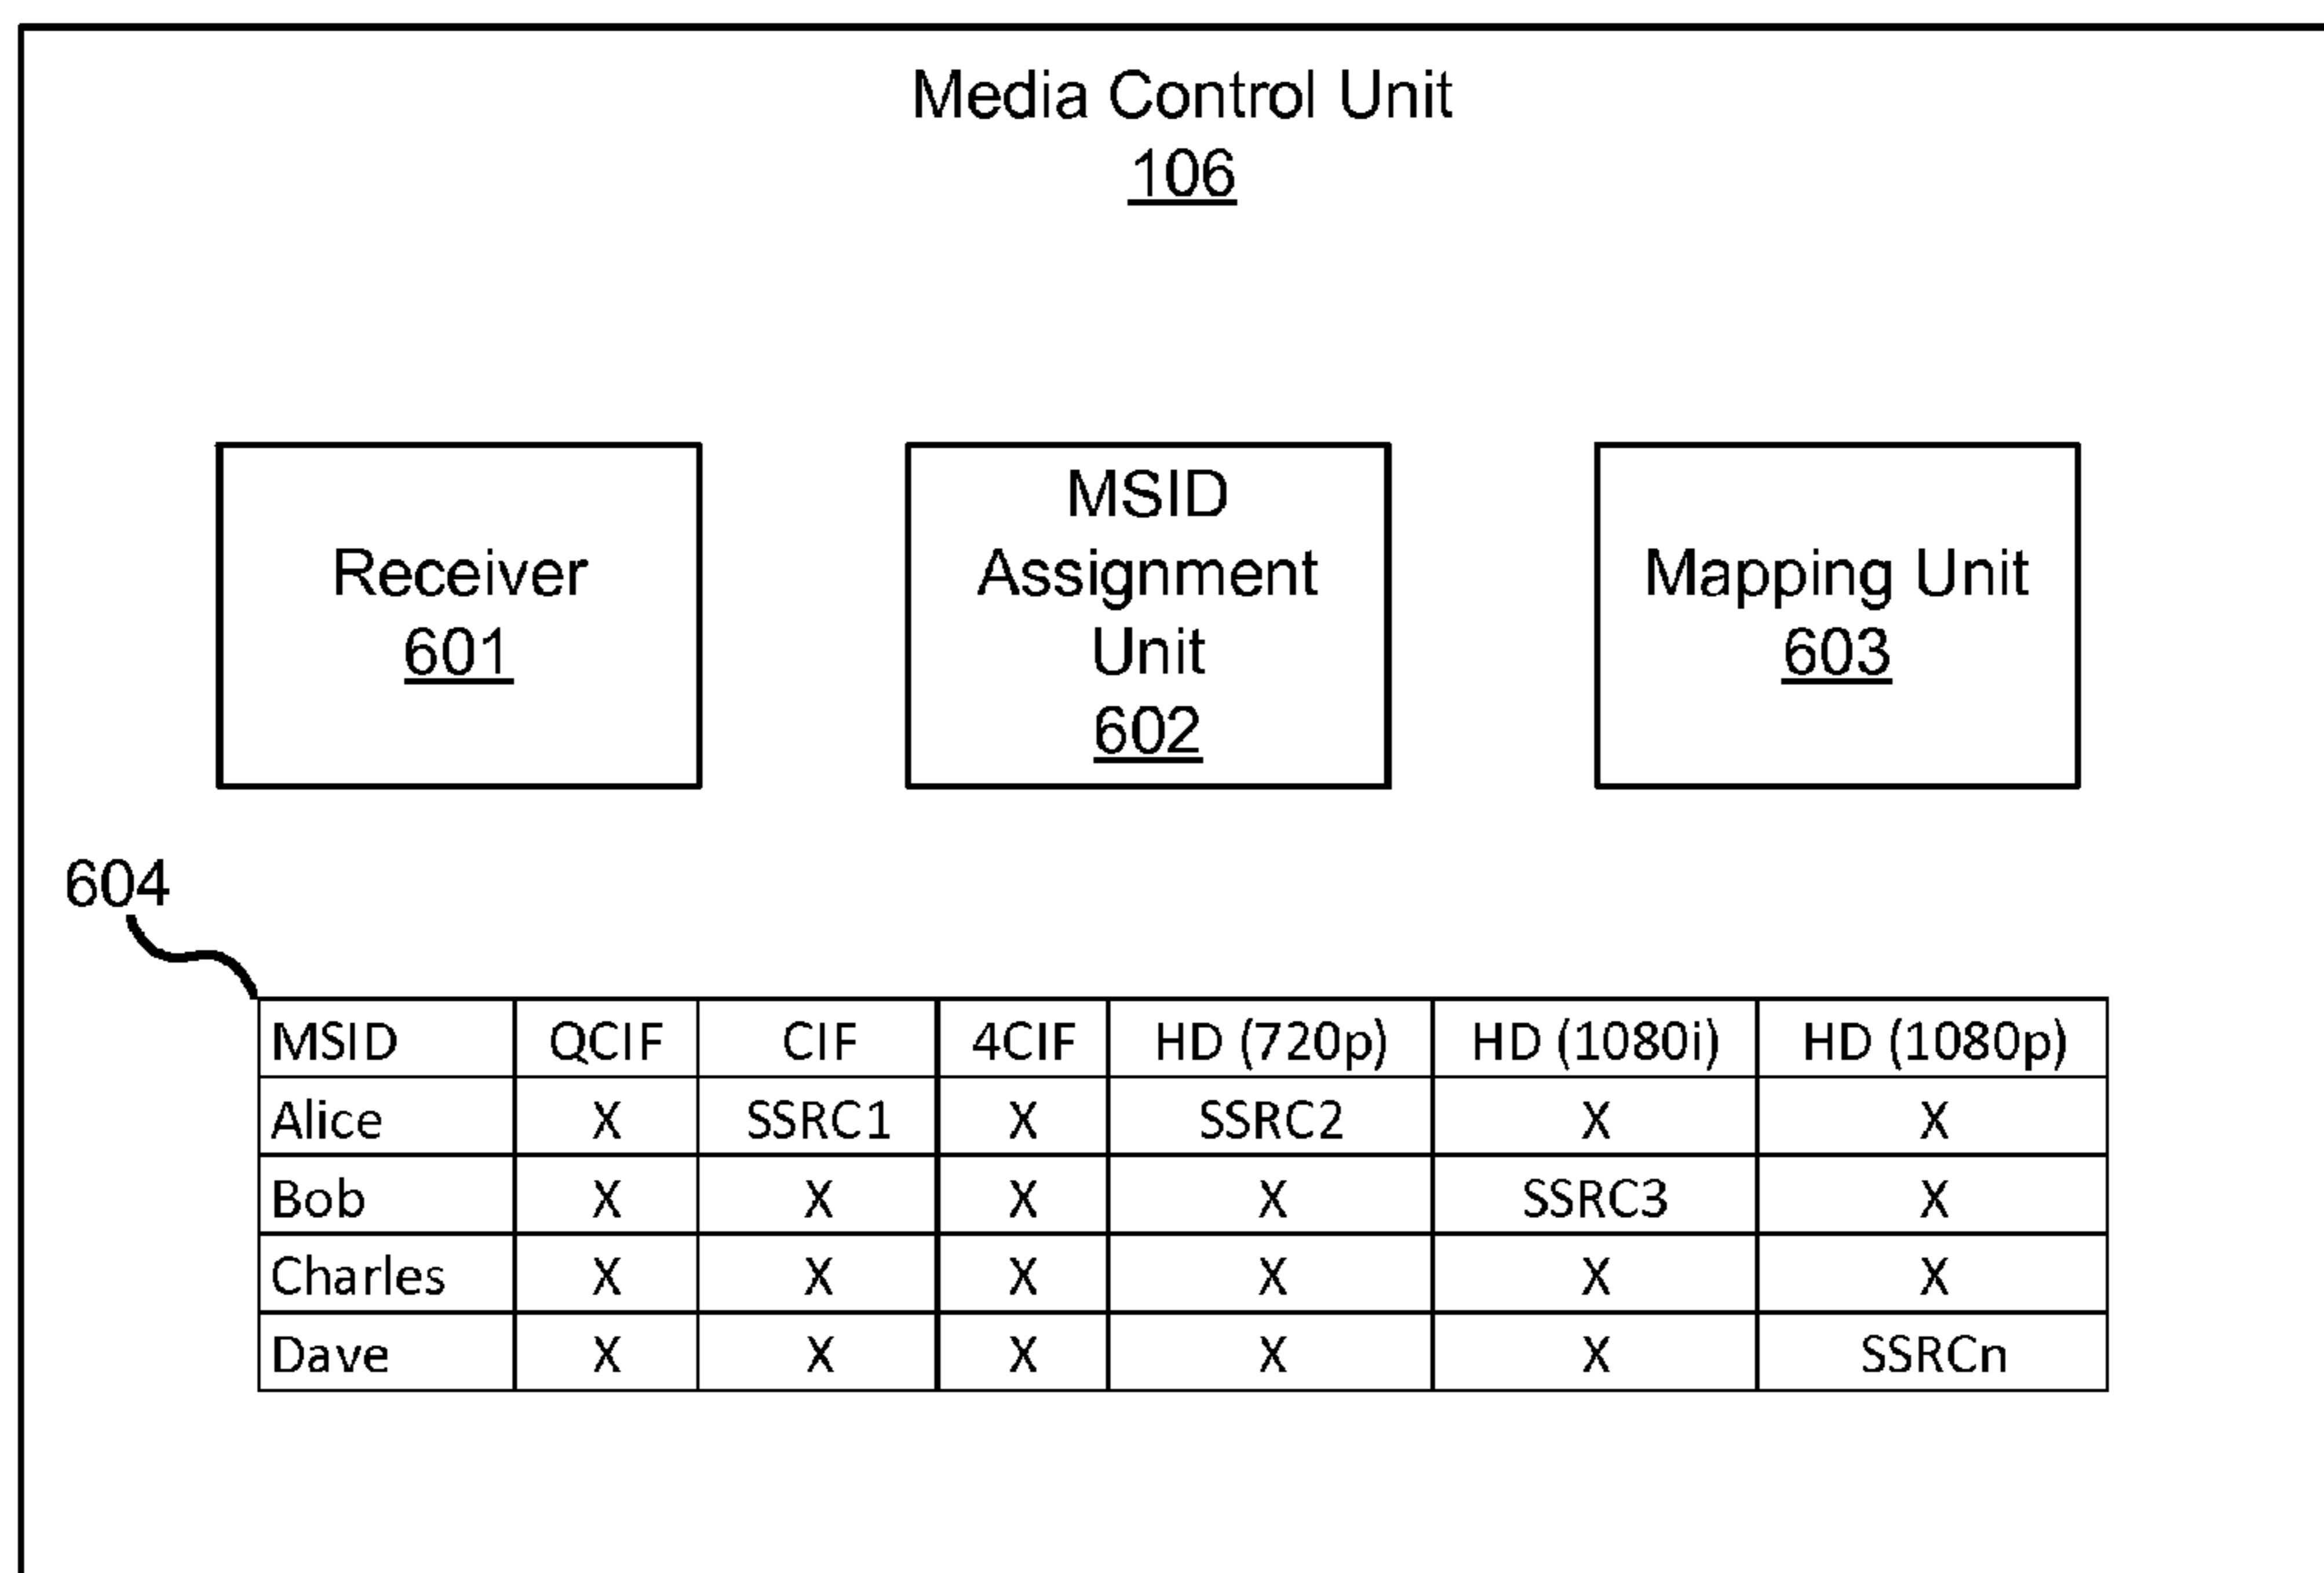 Media Control Unit
106
Receiver
601
MSID
Assignment
Unit
602
Mapping Unit
603
604
MSID QCIF CIF 4CIF HD (720p) HD (1080i) HD (1080p)
Alice X SSRC1 X SSRC2 X X
Bob X X X X SSRC3 X
Charles X X X X X X
Dave X X X X X SSRCn